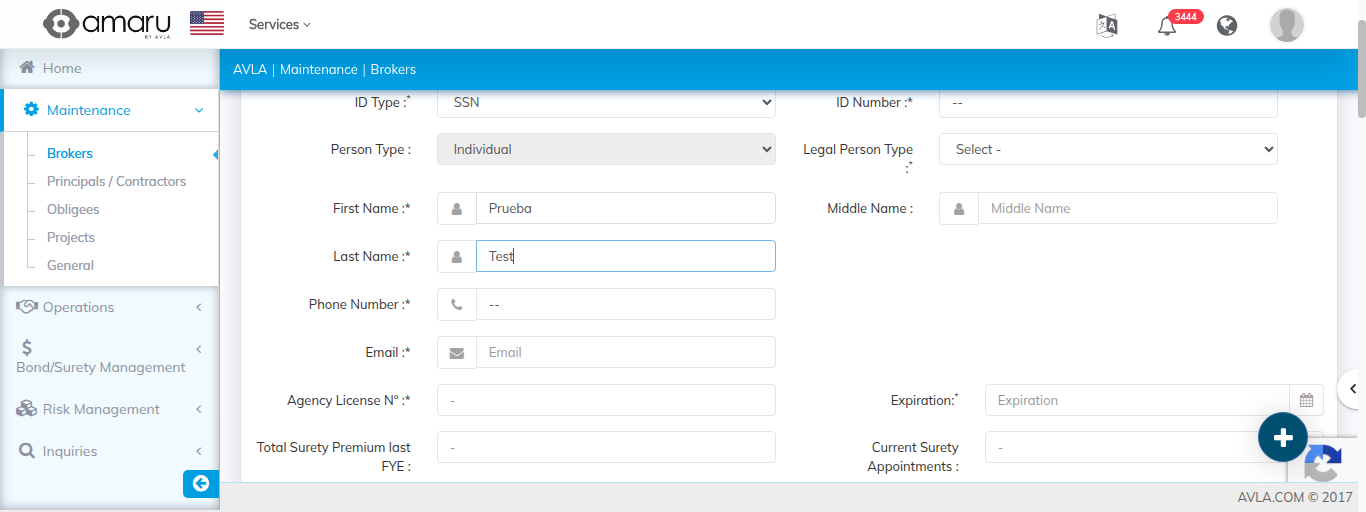 amaru
BY AVLA
Services
3444
Home
AVLA | Maintenance | Brokers
Maintenance
Brokers
Principals / Contractors
Obligees
Projects
General
Operations
Bond/Surety Management
Risk Management
Inquiries
ID Type :*
SSN
ID Number :*
--
Person Type :
Individual
Legal Person Type :*
Select -
First Name :*
Prueba
Middle Name :
Middle Name
Last Name :*
Test
Phone Number :*
--
Email :*
Email
Agency License N° :*
-
Expiration:*
Expiration
Total Surety Premium last
FYE :
-
Current Surety
Appointments :
-
AVLA.COM © 2017